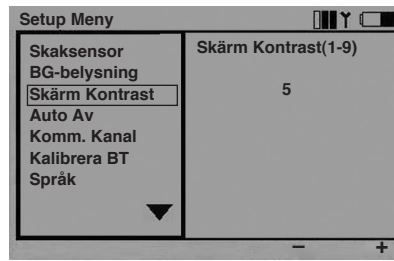 Setup Meny
Skaksensor
BG-belysning
Skärm Kontrast
Auto Av
Komm. Kanal
Kalibrera BT
Språk
Skärm Kontrast(1-9)
5
− +